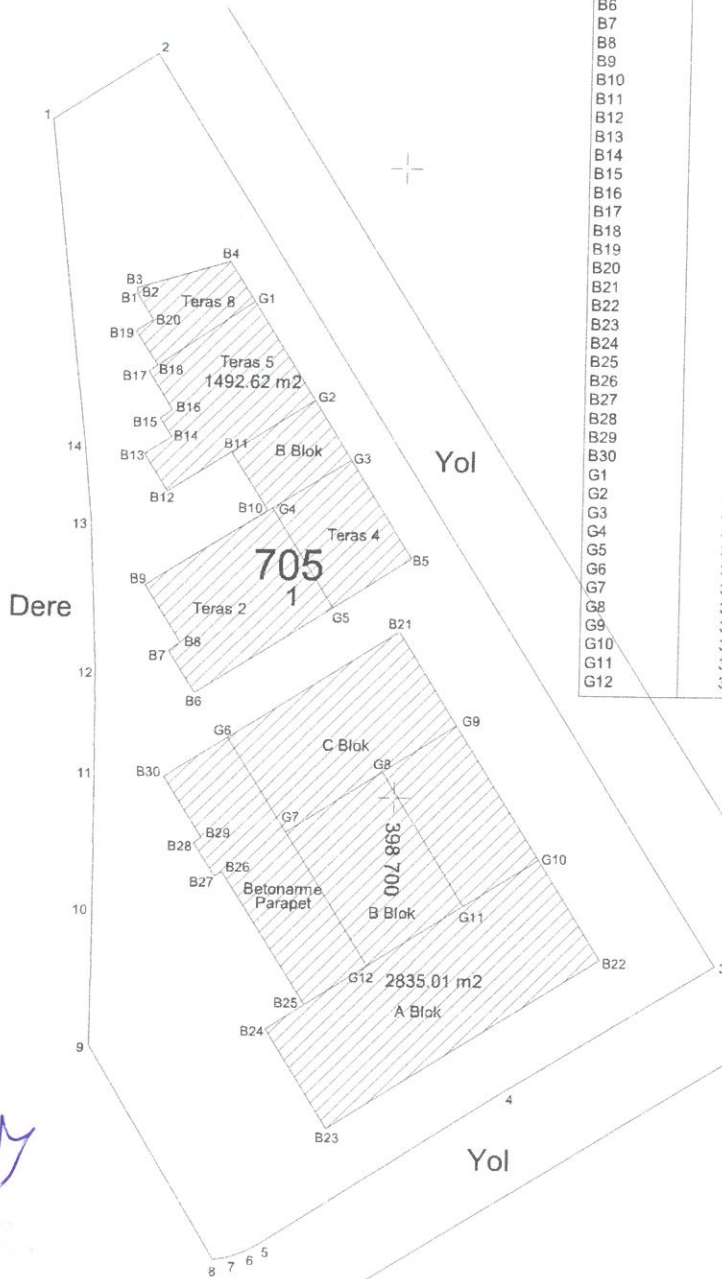 B6
B7
B8
B9
B10
B11
B12
B13
B14
B15
B16
B17
B18
B19
B20
B21
B22
B23
B24
B25
B26
B27
B28
B29
B30
G1
G2
G3
G4
G5
G6
G7
G8
G9
G10
G11
G12
2
1
B4
B3
B2
B1
G1
Teras 8
B20
B19
Teras 5
B18
B17
1492.62 m2
G2
B16
B15
B14
B11
B Blok
14
B13
G3
Yol
B12
B10
G4
13
Teras 4
705
B5
B9
1
Dere
Teras 2
G5
B21
B8
B7
12
B6
G6
G9
C Blok
11
B30
G8
G7
398 700
B29
B28
B26
B27
G10
Betonarme
Parapet
10
B Blok
G11
B22
G12
3
2835.01 m2
B25
A Blok
B24
9
4
B23
Yol
5
6
7
8